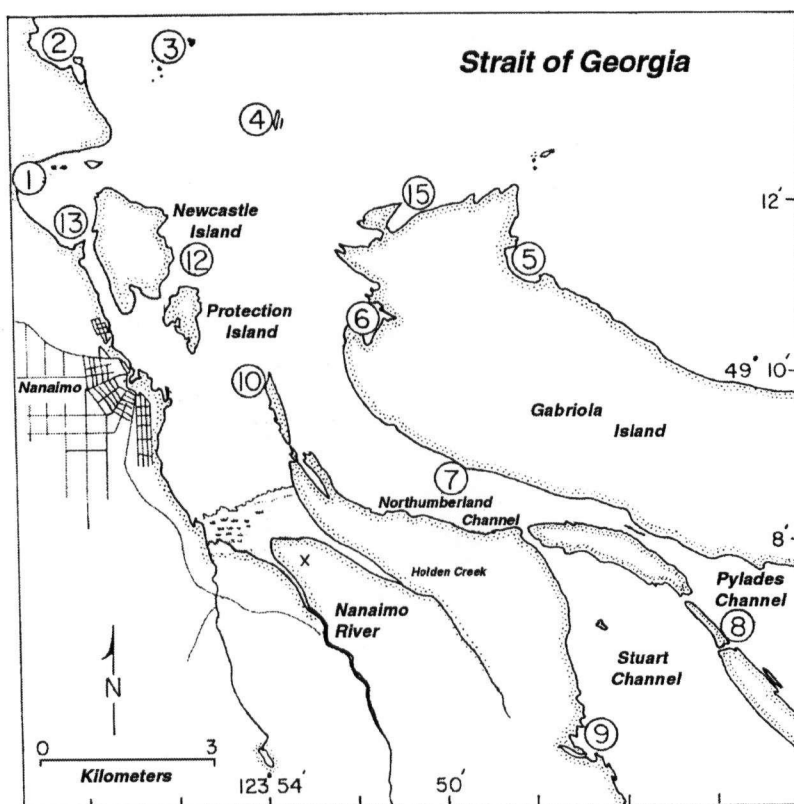 2
3
Strait of Georgia
4
1
15
12'
13
Newcastle
Island
12
5
Protection
Island
6
49° 10'
Nanaimo
10
Gabriola
Island
7
Northumberland
Channel
8'
X
Holden Creek
Pylades
Channel
Nanaimo
River
8
Stuart
Channel
N
9
0 3
Kilometers
123° 54'
50'